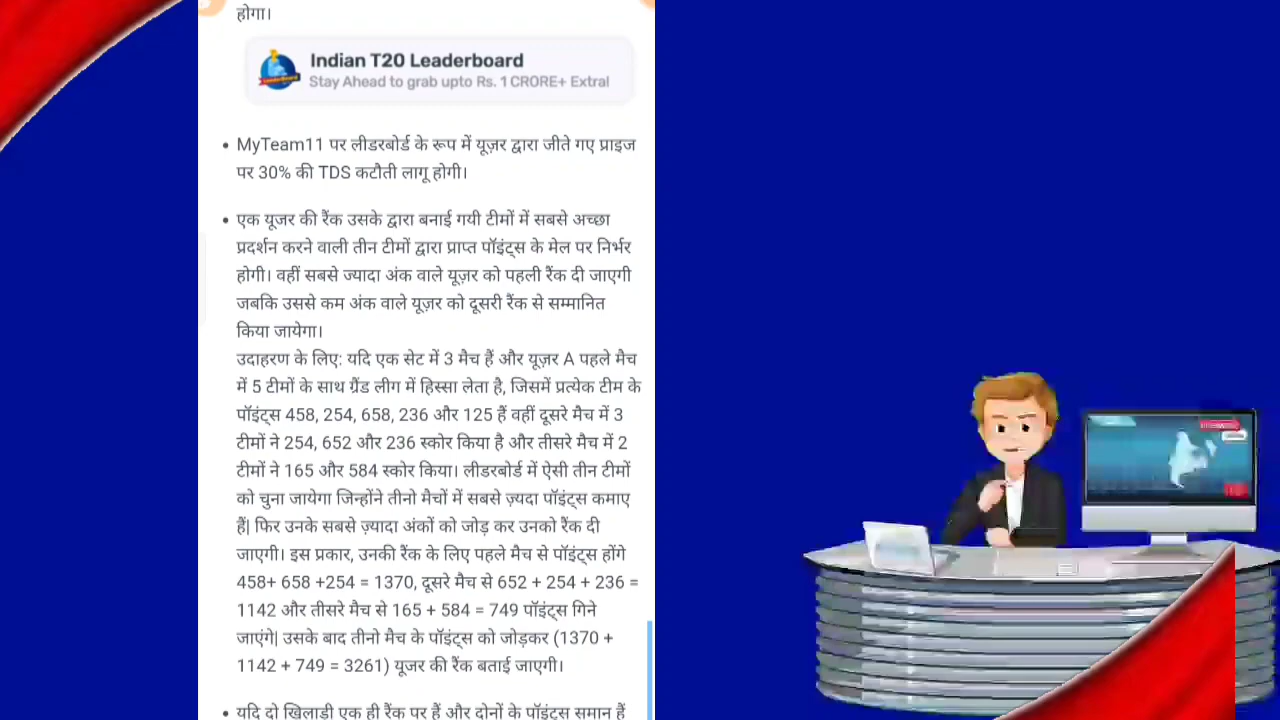 होगा।
Indian T20 Leaderboard
Stay Ahead to grab upto Rs. 1 CRORE+ Extra!
• MyTeam11 पर लीडरबोर्ड के रूप में यूज़र द्वारा जीते गए प्राइज
पर 30% की TDS कटौती लागू होगी।
• एक यूजर की रैंक उसके द्वारा बनाई गयी टीमों में सबसे अच्छा
प्रदर्शन करने वाली तीन टीमों द्वारा प्राप्त पॉइंट्स के मेल पर निर्भर
होगी। वहीं सबसे ज्यादा अंक वाले यूज़र को पहली रैंक दी जाएगी
जबकि उससे कम अंक वाले यूज़र को दूसरी रैंक से सम्मानित
किया जायेगा।
उदाहरण के लिए: यदि एक सेट में 3 मैच हैं और यूज़र A पहले मैच
में 5 टीमों के साथ ग्रैंड लीग में हिस्सा लेता है, जिसमें प्रत्येक टीम के
पॉइंट्स 458, 254, 658, 236 और 125 हैं वहीं दूसरे मैच में 3
टीमों ने 254, 652 और 236 स्कोर किया है और तीसरे मैच में 2
टीमों ने 165 और 584 स्कोर किया। लीडरबोर्ड में ऐसी तीन टीमों
को चुना जायेगा जिन्होंने तीनो मैचों में सबसे ज़्यदा पॉइंट्स कमाए
हैं| फिर उनके सबसे ज़्यादा अंकों को जोड़ कर उनको रैंक दी
जाएगी। इस प्रकार, उनकी रैंक के लिए पहले मैच से पॉइंट्स होंगे
458+ 658 +254 = 1370, दूसरे मैच से 652 + 254 + 236 =
1142 और तीसरे मैच से 165 + 584 = 749 पॉइंट्स गिने
जाएंगे| उसके बाद तीनो मैच के पॉइंट्स को जोड़कर (1370 +
1142 + 749 = 3261) यूजर की रैंक बताई जाएगी।
• यदि दो खिलाड़ी एक ही रैंक पर हैं और दोनों के पॉइंट्स समान हैं